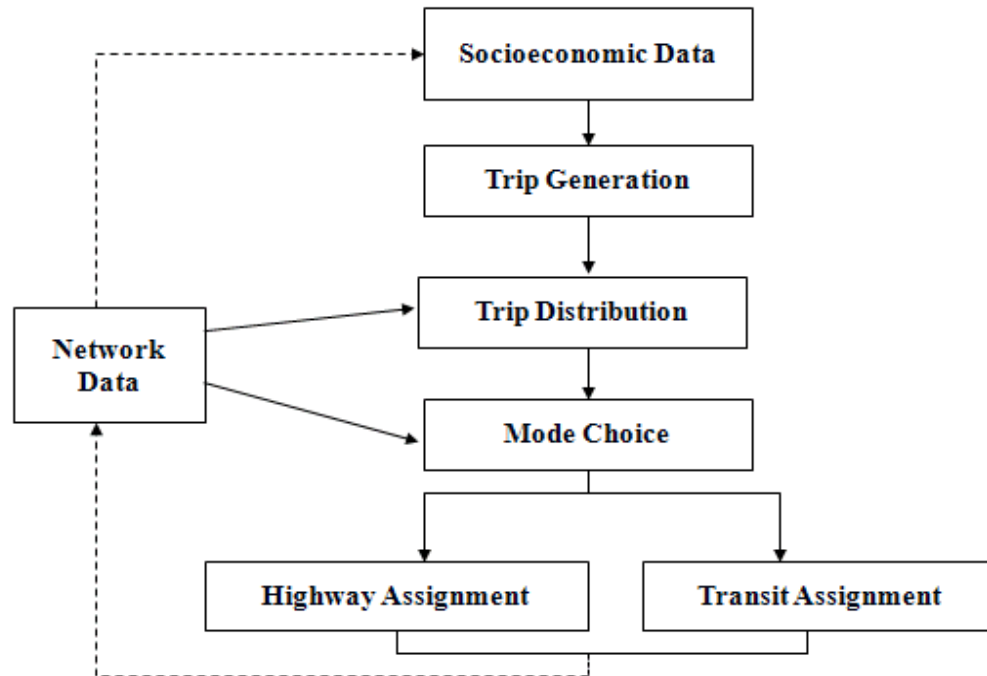 Socioeconomic Data
Trip Generation
Trip Distribution
Network
Data
Mode Choice
Highway Assignment
Transit Assignment